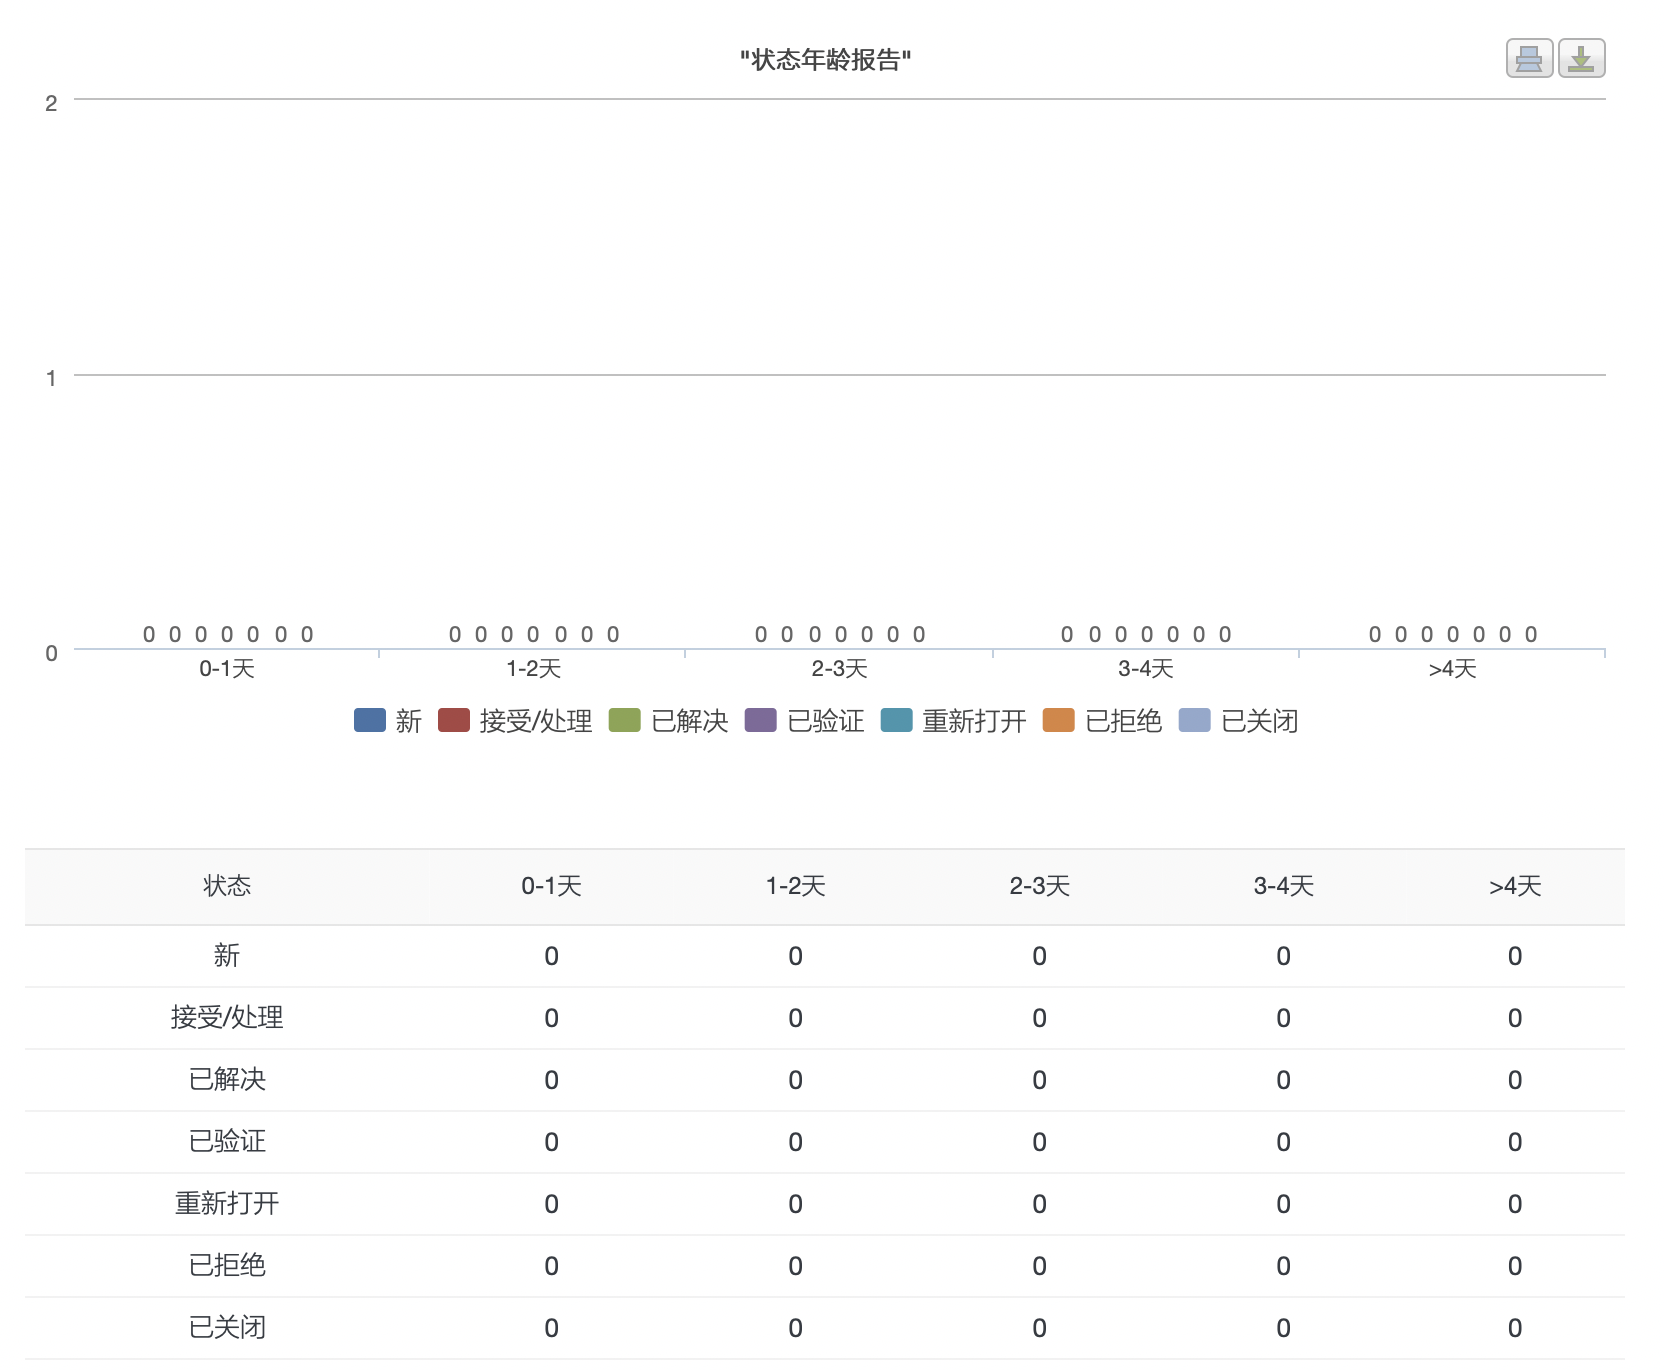 "状态年龄报告"
2
1
0
0 0 0 0 0 0 0 0 0 0 0 0 0 0 0 0 0 0 0 0 0 0 0 0 0 0 0 0 0 0 0 0 0 0 0
0-1天 1-2天 2-3天 3-4天 >4天
新 接受/处理 已解决 已验证 重新打开 已拒绝 已关闭
状态 0-1天 1-2天 2-3天 3-4天 >4天
新 0 0 0 0 0
接受/处理 0 0 0 0 0
已解决 0 0 0 0 0
已验证 0 0 0 0 0
重新打开 0 0 0 0 0
已拒绝 0 0 0 0 0
已关闭 0 0 0 0 0